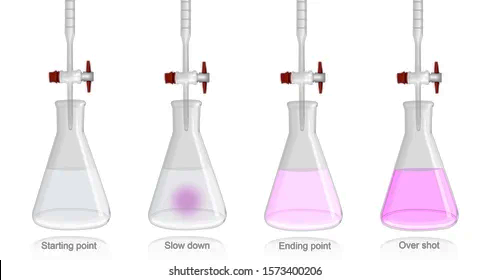 Starting point
Slow down
Ending point
Over shot
shutterstock.com · 1573400206